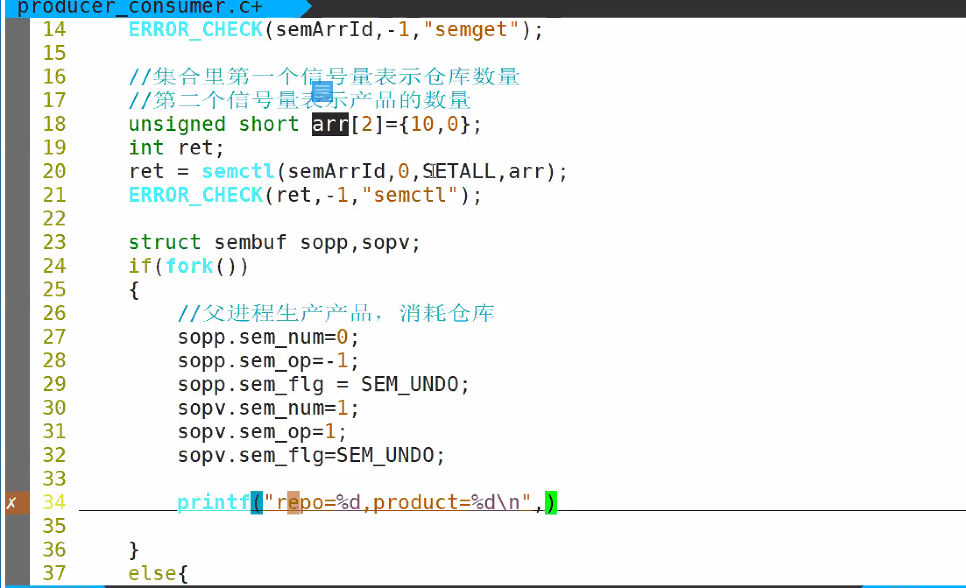 producer_consumer.c+
14 ERROR_CHECK(semArrId,-1,"semget");
15
16 //集合里第一个信号量表示仓库数量
17 //第二个信号量表示产品的数量
18 unsigned short arr[2]={10,0};
19 int ret;
20 ret = semctl(semArrId,0,SETALL,arr);
21 ERROR_CHECK(ret,-1,"semctl");
22
23 struct sembuf sopp,sopv;
24 if(fork())
25 {
26 //父进程生产产品，消耗仓库
27 sopp.sem_num=0;
28 sopp.sem_op=-1;
29 sopp.sem_flg = SEM_UNDO;
30 sopv.sem_num=1;
31 sopv.sem_op=1;
32 sopv.sem_flg=SEM_UNDO;
33
✗ 34 printf("repo=%d,product=%d\n",)
35
36 }
37 else{